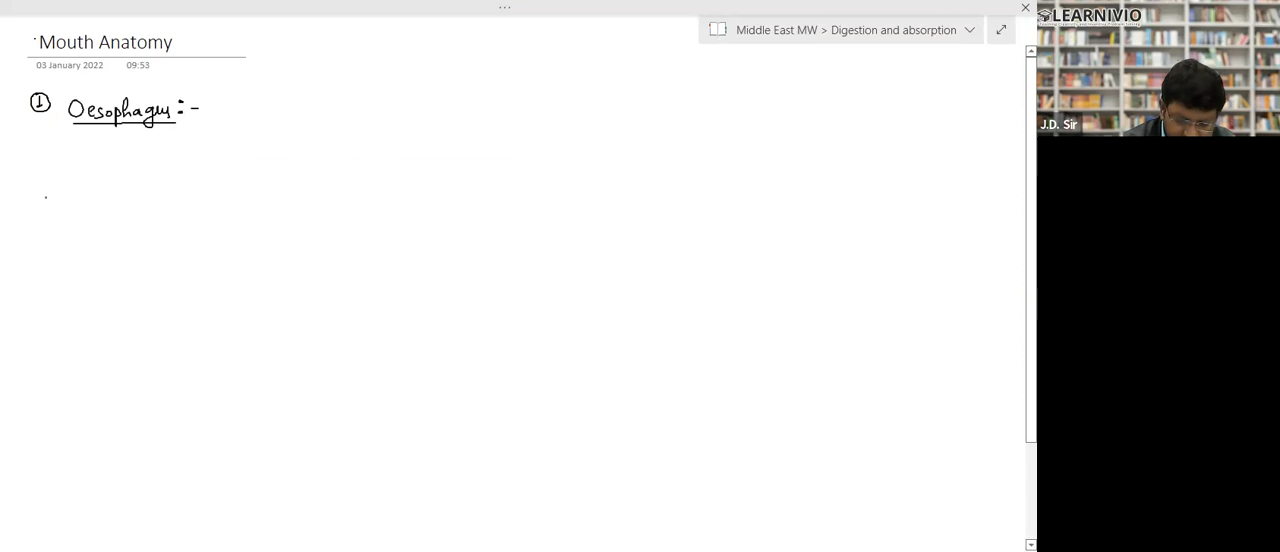 Mouth Anatomy
03 January 2022 09:53
① Oesophagus :-
Middle East MW > Digestion and absorption
LEARNIVIO
J.D. Sir